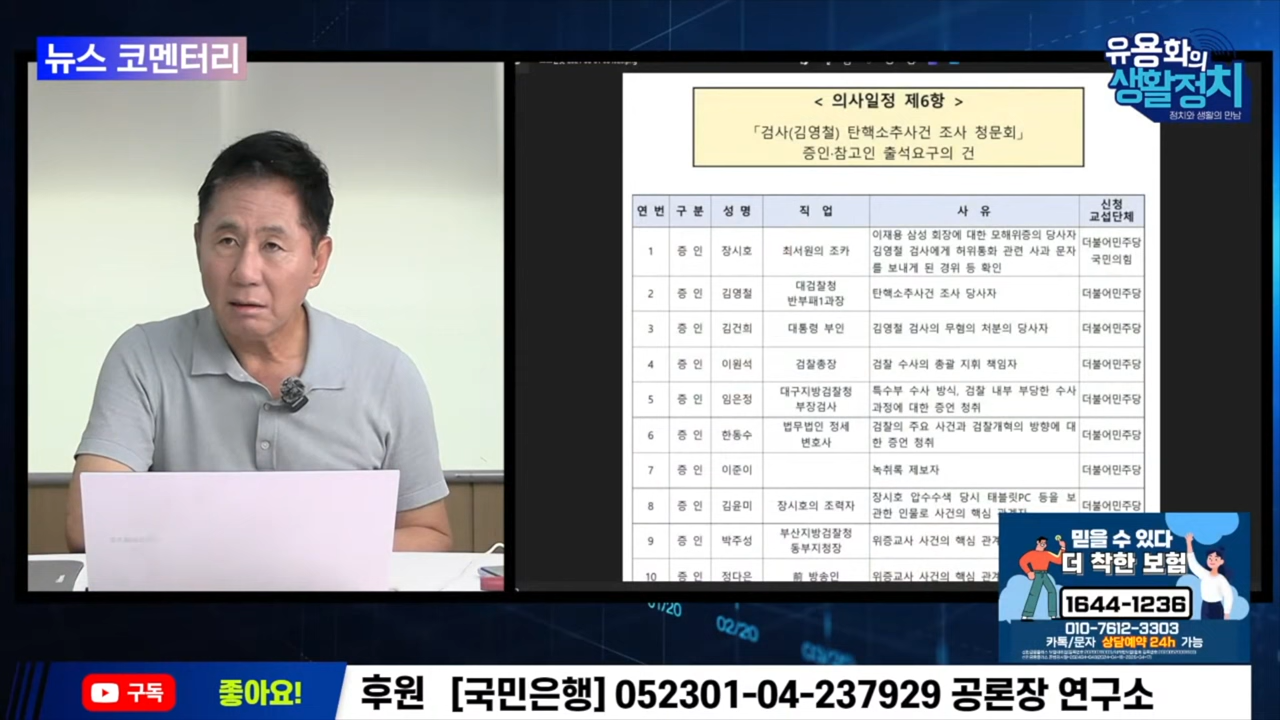 뉴스 코멘터리
유용화의
생활정치
정치와 생활의 만남
< 의사일정 제6항 >
「검사(김영철) 탄핵소추사건 조사 청문회」
증인·참고인 출석요구의 건
연 번 구 분 성 명 직 업 사 유 신청 교섭단체
1 증 인 장시호 최서원의 조카 이재용 삼성 회장에 대한 모해위증의 당사자 김영철 검사에게 허위통화 관련 사과 문자를 보내게 된 경위 등 확인 더불어민주당 국민의힘
2 증 인 김영철 대검찰청 반부패1과장 탄핵소추사건 조사 당사자 더불어민주당
3 증 인 김건희 대통령 부인 김영철 검사의 무혐의 처분의 당사자 더불어민주당
4 증 인 이원석 검찰총장 검찰 수사의 총괄 지휘 책임자 더불어민주당
5 증 인 임은정 대구지방검찰청 부장검사 특수부 수사 방식, 검찰 내부 부당한 수사 과정에 대한 증언 청취 더불어민주당
6 증 인 한동수 법무법인 정세 변호사 검찰의 주요 사건과 검찰개혁의 방향에 대한 증언 청취 더불어민주당
7 증 인 이준이 녹취록 제보자 더불어민주당
8 증 인 김윤미 장시호의 조력자 장시호 압수수색 당시 태블릿PC 등을 보관한 인물로 사건의 핵심 더불어민주당
9 증 인 박주성 부산지방검찰청 동부지청장 위증교사 사건의 핵심
10 증 인 정다은 前 방송인 위증교사 사건의 핵심
믿을 수 있다
더 착한 보험
1644-1236
010-7612-3303
카톡/문자 상담예약 24h 가능
01/20
02/20
구독 좋아요! 후원 [국민은행] 052301-04-237929 공론장 연구소